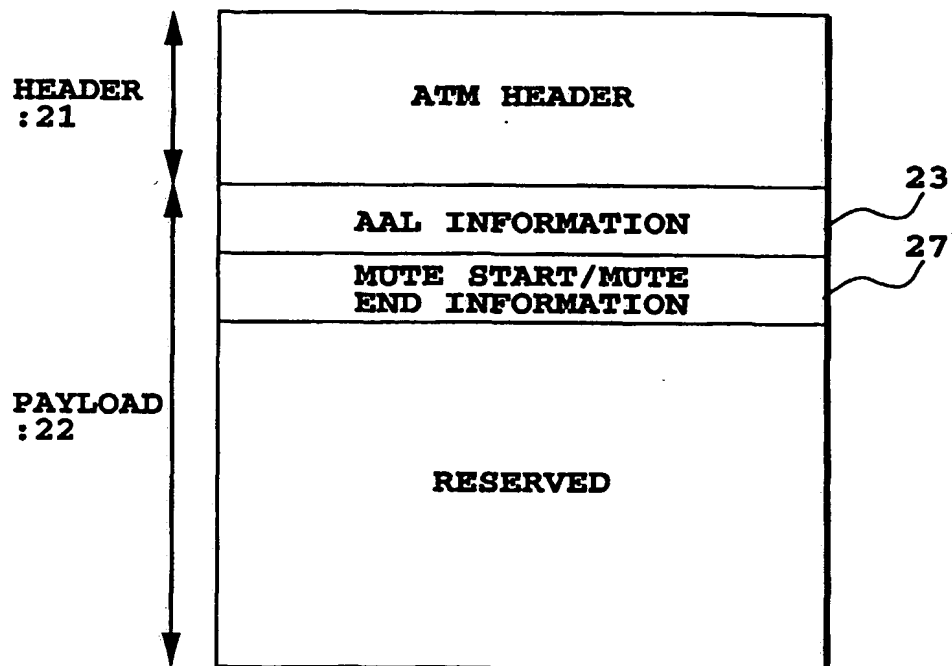 HEADER
:21
ATM HEADER
23
AAL INFORMATION
27
MUTE START/MUTE
END INFORMATION
PAYLOAD
:22
RESERVED